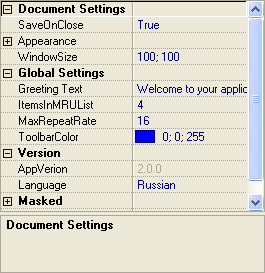 Document Settings
SaveOnClose True
Appearance
WindowSize 100; 100
Global Settings
Greeting Text Welcome to your applic
ItemsInMRUList 4
MaxRepeatRate 16
ToolbarColor 0; 0; 255
Version
AppVerion 2.0.0
Language Russian
Masked
Document Settings